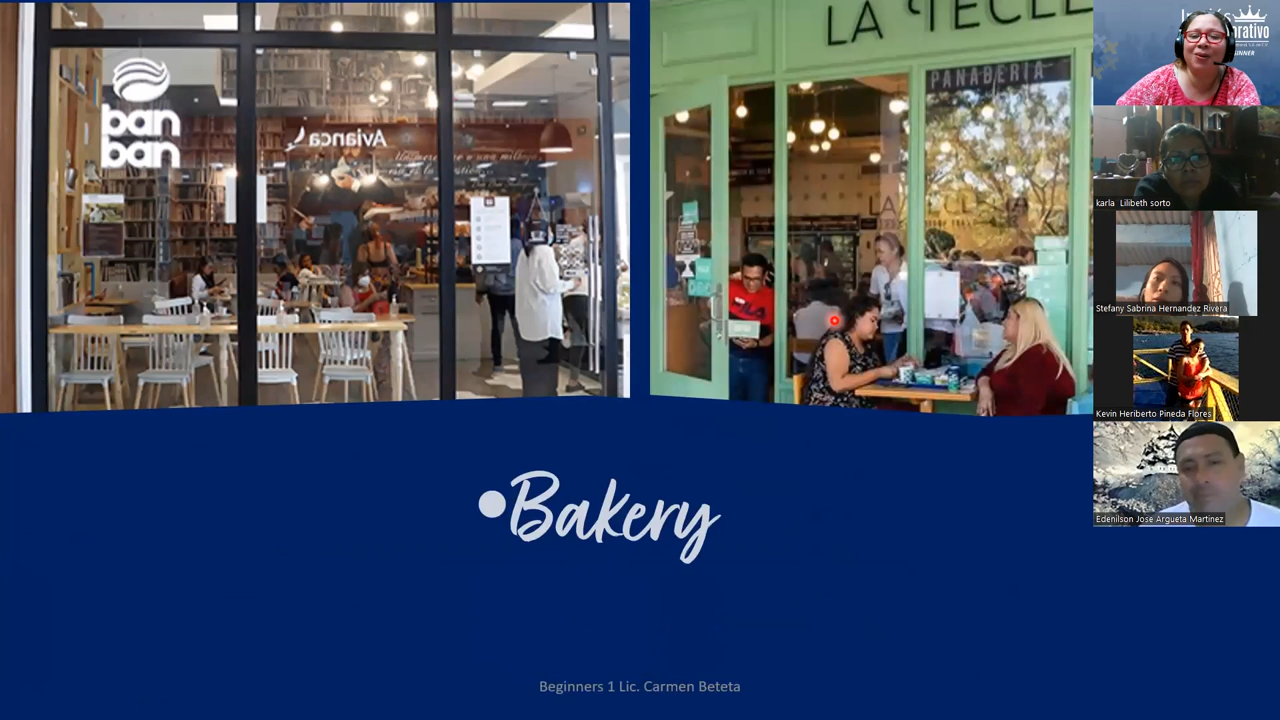 ban
ban
Avianca
LA TECLE
PANADERIA
•Bakery
Beginners 1 Lic. Carmen Beteta
BINNER
karla Lilibeth sorto
Stefany Sabrina Hernandez Rivera
Kevin Heriberto Pineda Flores
Edenilson Jose Argueta Martinez